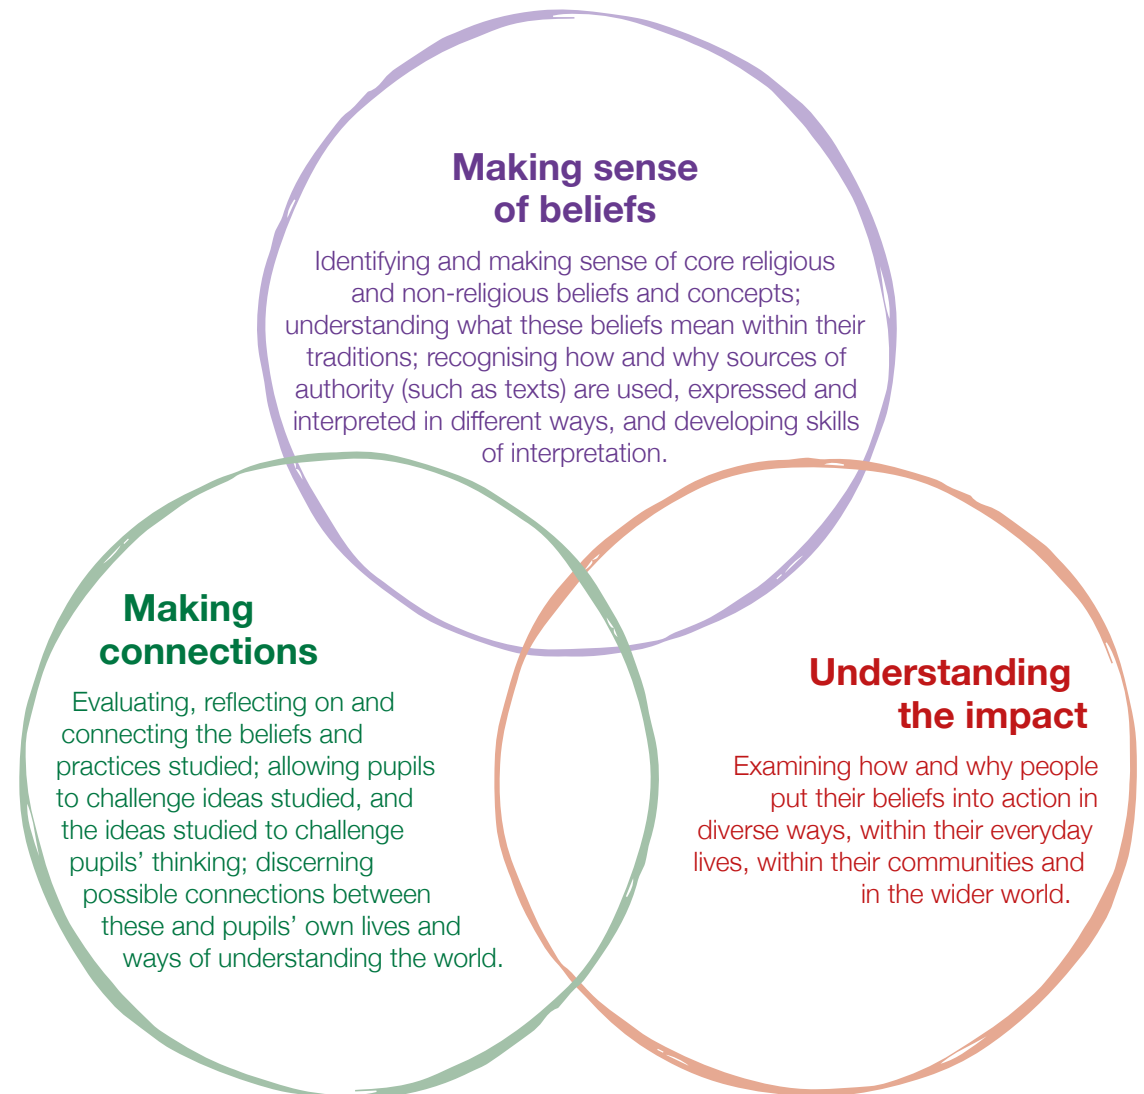 Making sense
of beliefs
Identifying and making sense of core religious
and non-religious beliefs and concepts;
understanding what these beliefs mean within their
traditions; recognising how and why sources of
authority (such as texts) are used, expressed and
interpreted in different ways, and developing skills
of interpretation.
Making
connections
Evaluating, reflecting on and
connecting the beliefs and
practices studied; allowing pupils
to challenge ideas studied, and
the ideas studied to challenge
pupils’ thinking; discerning
possible connections between
these and pupils’ own lives and
ways of understanding the world.
Understanding
the impact
Examining how and why people
put their beliefs into action in
diverse ways, within their everyday
lives, within their communities and
in the wider world.